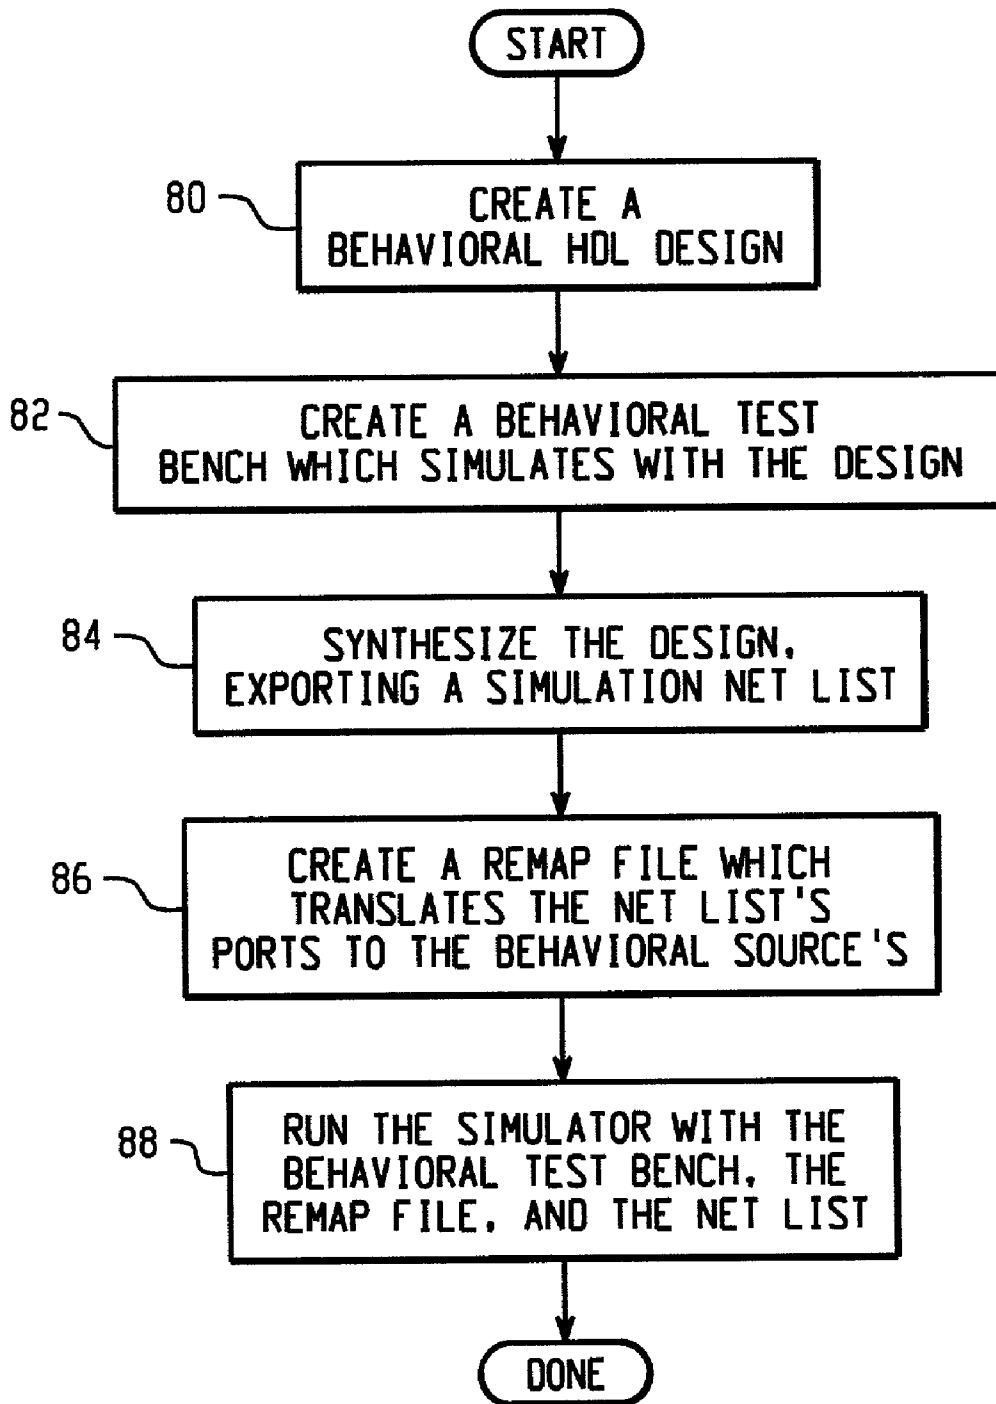 START
80
CREATE A
BEHAVIORAL HDL DESIGN
82
CREATE A BEHAVIORAL TEST
BENCH WHICH SIMULATES WITH THE DESIGN
84
SYNTHESIZE THE DESIGN,
EXPORTING A SIMULATION NET LIST
86
CREATE A REMAP FILE WHICH
TRANSLATES THE NET LIST'S
PORTS TO THE BEHAVIORAL SOURCE'S
88
RUN THE SIMULATOR WITH THE
BEHAVIORAL TEST BENCH, THE
REMAP FILE, AND THE NET LIST
DONE